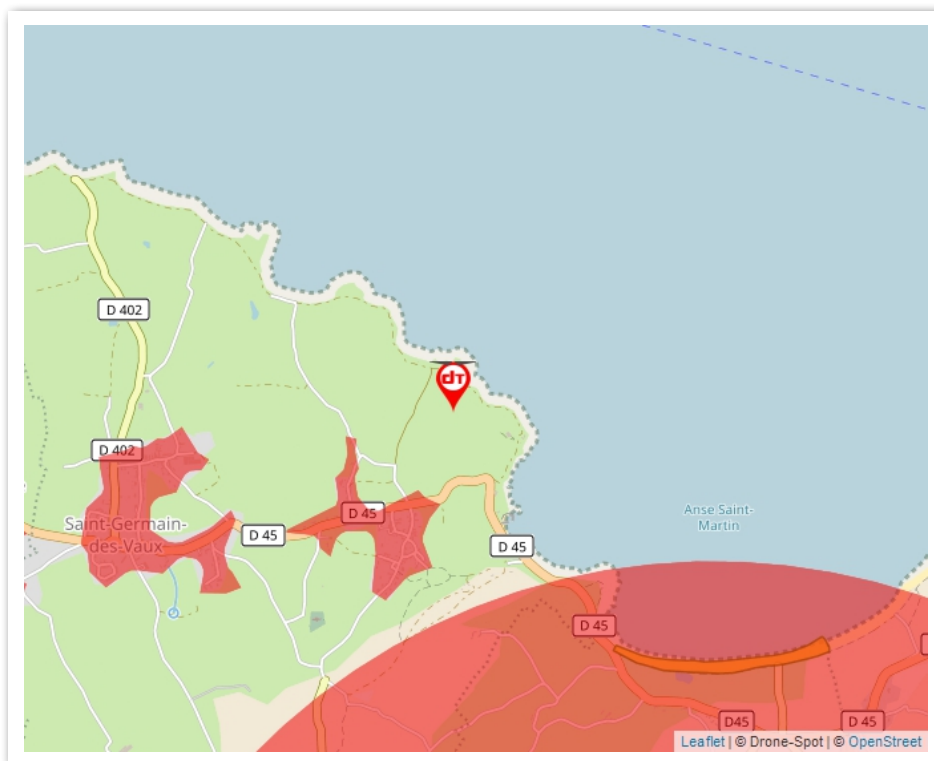 D 402
dT
D 402
Saint-Germain-
des-Vaux
D 45
D 45
D 45
Anse Saint-
Martin
D 45
D45
D 45
Leaflet | © Drone-Spot | © OpenStreet